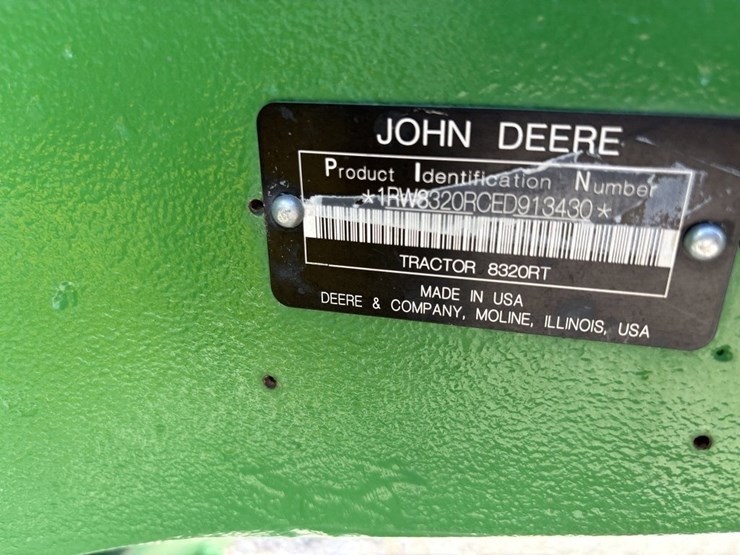 JOHN DEERE
Product Identification Number
*1RW8320RCED913430*
TRACTOR 8320RT
MADE IN USA
DEERE & COMPANY, MOLINE, ILLINOIS, USA